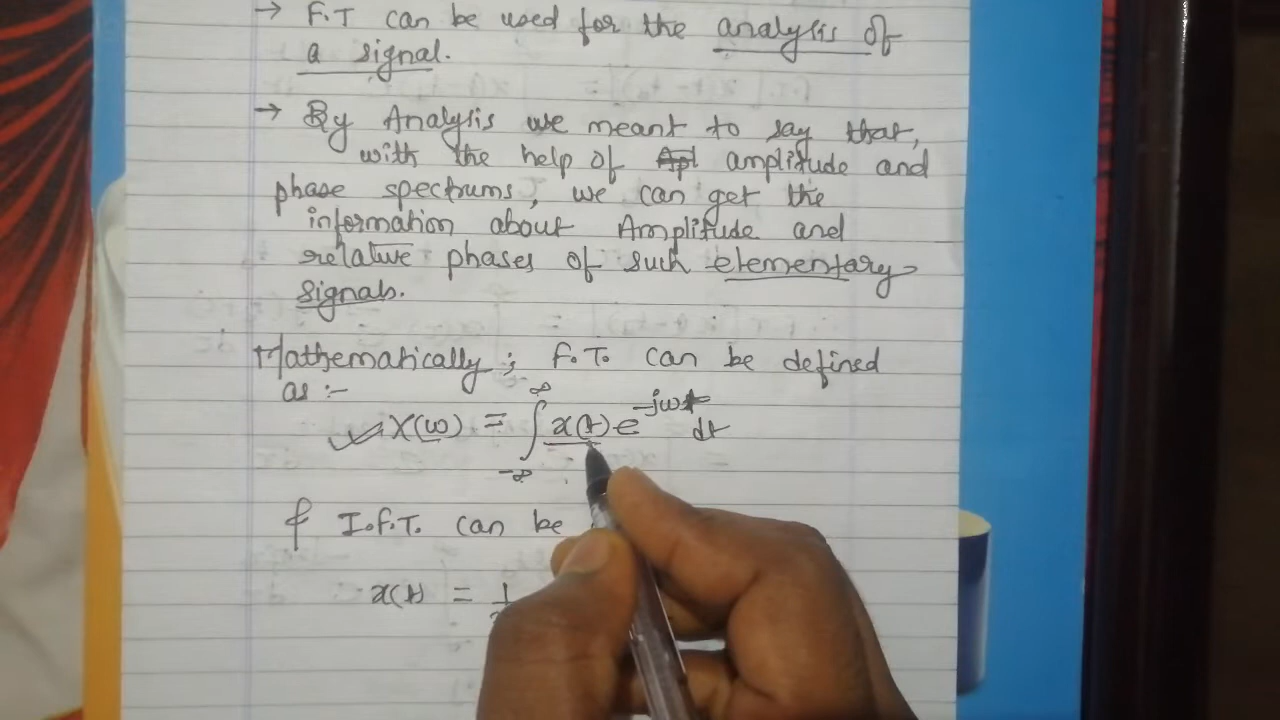 → F.T can be used for the analysis of
a signal.
→ By Analysis we meant to say that,
with the help of amplitude and
phase spectrums, we can get the
information about Amplitude and
relative phases of such elementary
signals.
Mathematically; F.T. can be defined
as :-
X(ω) = ∫_{-∞}^{∞} x(t) e^{-jωt} dt
& I.F.T. can be
x(t) = 1